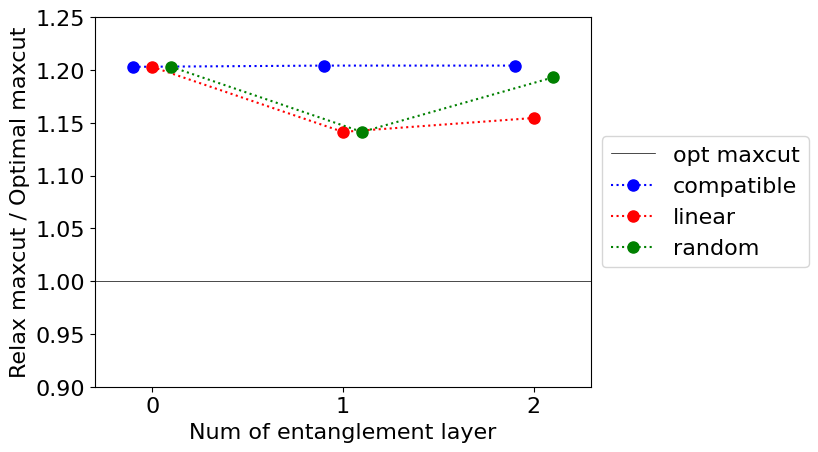 Relax maxcut / Optimal maxcut
1.25
1.20
1.15
1.10
1.05
1.00
0.95
0.90
0
1
2
Num of entanglement layer
opt maxcut
compatible
linear
random